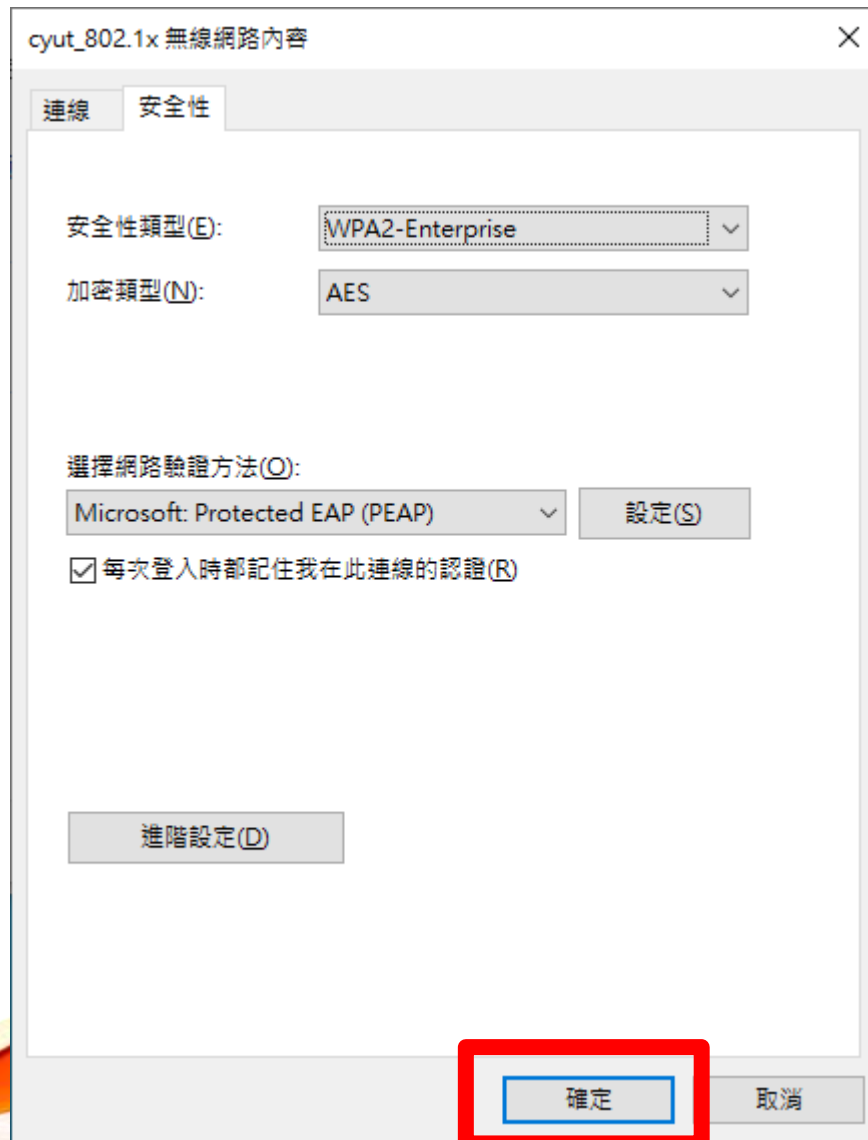 cyut_802.1x 無線網路內容
連線 安全性
安全性類型(E): WPA2-Enterprise
加密類型(N): AES
選擇網路驗證方法(O):
Microsoft: Protected EAP (PEAP) 設定(S)
每次登入時都記住我在此連線的認證(R)
進階設定(D)
確定 取消